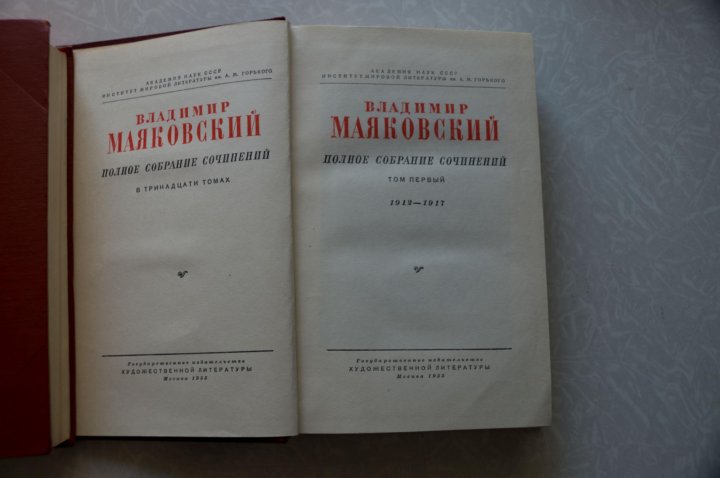 АКАДЕМИЯ НАУК СССР
ИНСТИТУТ МИРОВОЙ ЛИТЕРАТУРЫ им. А. М. ГОРЬКОГО
ВЛАДИМИР
МАЯКОВСКИЙ
ПОЛНОЕ СОБРАНИЕ СОЧИНЕНИЙ
В ТРИНАДЦАТИ ТОМАХ
Государственное издательство
ХУДОЖЕСТВЕННОЙ ЛИТЕРАТУРЫ
Москва 1955
АКАДЕМИЯ НАУК СССР
ИНСТИТУТ МИРОВОЙ ЛИТЕРАТУРЫ им. А. М. ГОРЬКОГО
ВЛАДИМИР
МАЯКОВСКИЙ
ПОЛНОЕ СОБРАНИЕ СОЧИНЕНИЙ
ТОМ ПЕРВЫЙ
1912—1917
Государственное издательство
ХУДОЖЕСТВЕННОЙ ЛИТЕРАТУРЫ
Москва 1955